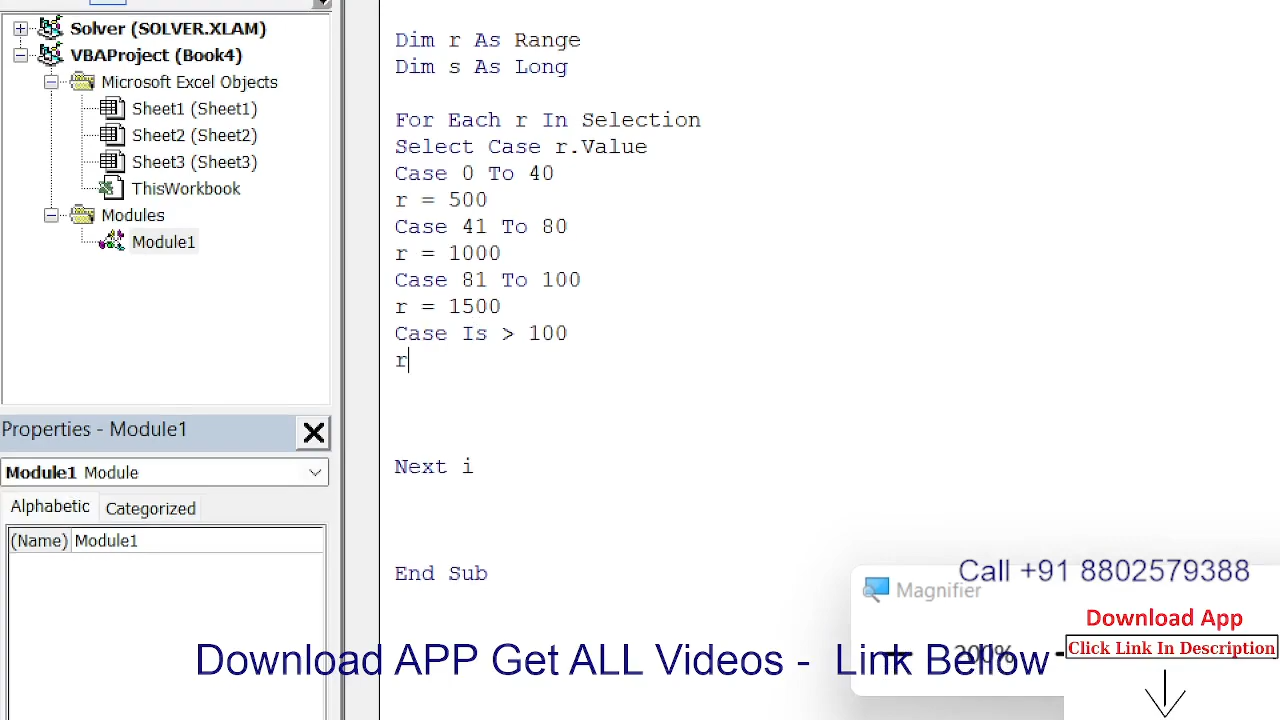 Solver (SOLVER.XLAM)
VBAProject (Book4)
Microsoft Excel Objects
Sheet1 (Sheet1)
Sheet2 (Sheet2)
Sheet3 (Sheet3)
ThisWorkbook
Modules
Module1
Properties - Module1
Module1 Module
Alphabetic Categorized
(Name) Module1
Dim r As Range
Dim s As Long
For Each r In Selection
Select Case r.Value
Case 0 To 40
r = 500
Case 41 To 80
r = 1000
Case 81 To 100
r = 1500
Case Is > 100
r
Next i
End Sub
Call +91 8802579388
Magnifier
Download App
Click Link In Description
200%
Download APP Get ALL Videos - Link Bellow